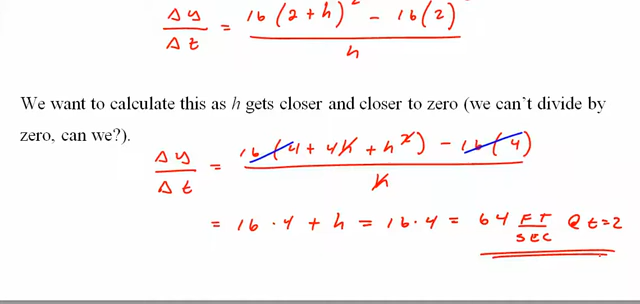 Δy/Δt = 16(2+h)² - 16(2) / h
We want to calculate this as h gets closer and closer to zero (we can't divide by
zero, can we?).
Δy/Δt = 16(4+4h+h²) - 16(4) / h
= 16·4 + h = 16·4 = 64 FT/SEC @ t=2